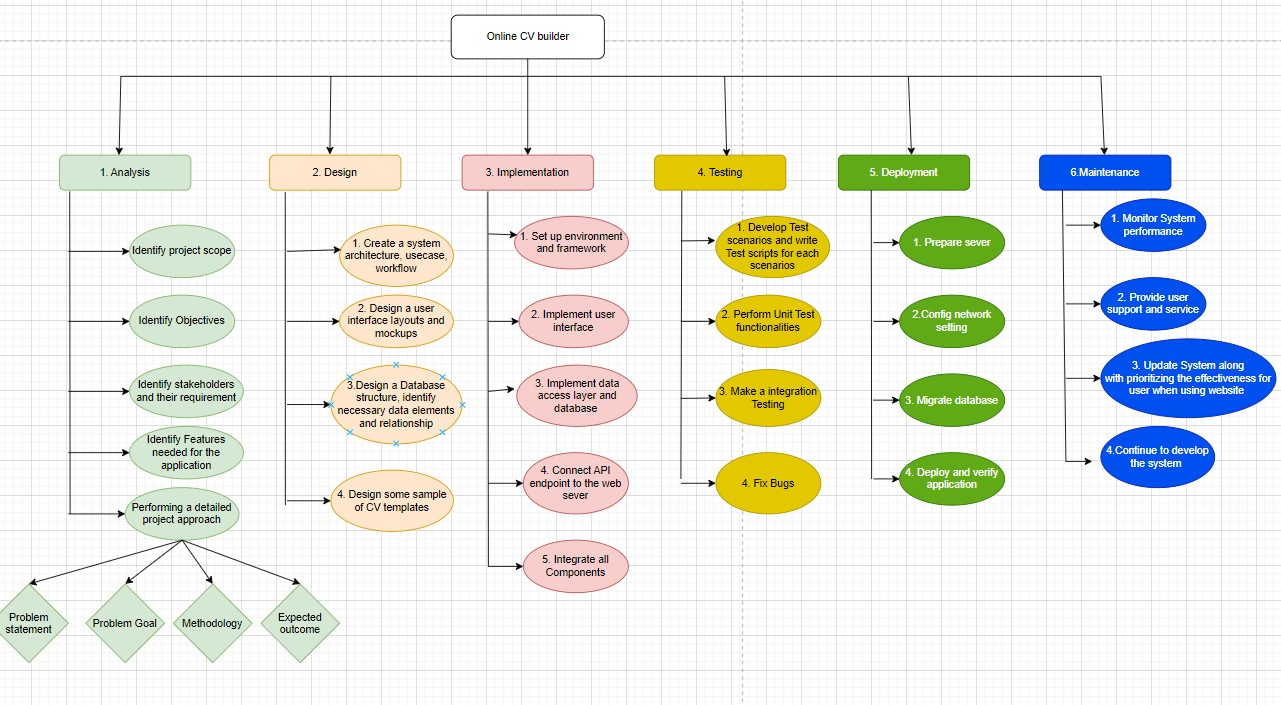 Online CV builder
1. Analysis
2. Design
3. Implementation
4. Testing
5. Deployment
6.Maintenance
Identify project scope
Identify Objectives
Identify stakeholders
and their requirement
Identify Features
needed for the
application
Performing a detailed
project approach
Problem
statement
Problem Goal
Methodology
Expected
outcome
1. Create a system
architecture, usecase,
workflow
2. Design a user
interface layouts and
mockups
3.Design a Database
structure, identify
necessary data elements
and relationship
4. Design some sample
of CV templates
1. Set up environment
and framework
2. Implement user
interface
3. Implement data
access layer and
database
4. Connect API
endpoint to the web
sever
5. Integrate all
Components
1. Develop Test
scenarios and write
Test scripts for each
scenarios
2. Perform Unit Test
functionalities
3. Make a integration
Testing
4. Fix Bugs
1. Prepare sever
2.Config network
setting
3. Migrate database
4. Deploy and verify
application
1. Monitor System
performance
2. Provide user
support and service
3. Update System along
with prioritizing the effectiveness for
user when using website
4.Continue to develop
the system